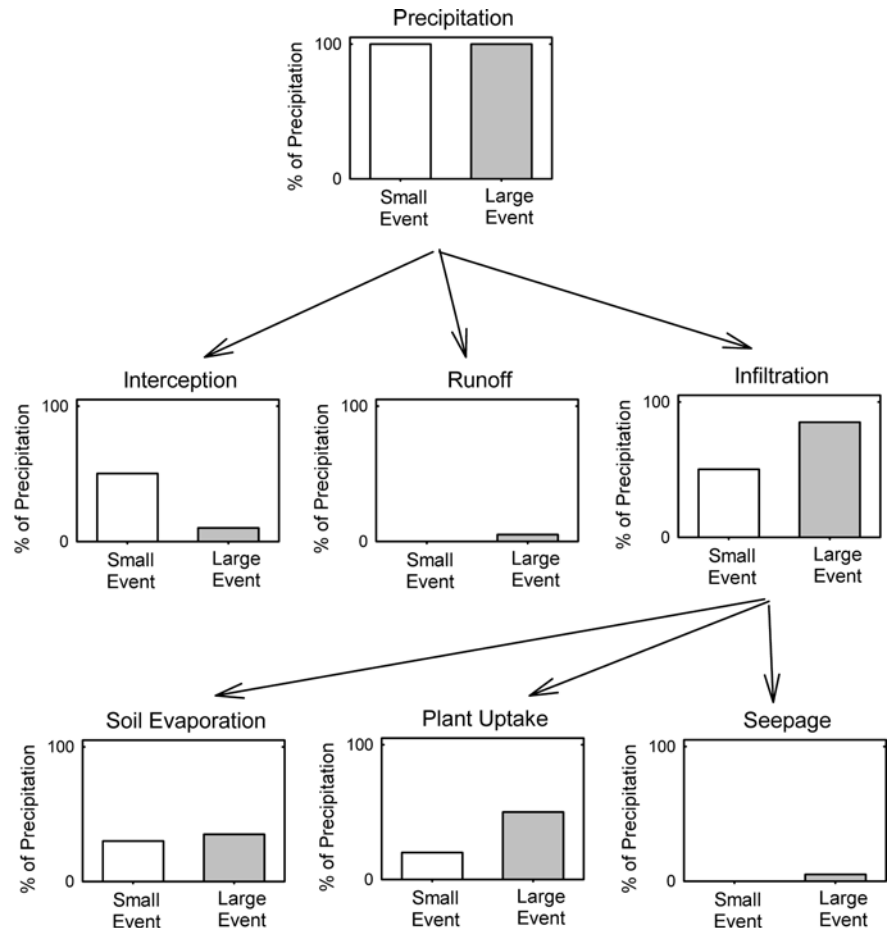 Precipitation
% of Precipitation
100
0
Small Event
Large Event
Interception
% of Precipitation
100
0
Small Event
Large Event
Runoff
% of Precipitation
100
0
Small Event
Large Event
Infiltration
% of Precipitation
100
0
Small Event
Large Event
Soil Evaporation
% of Precipitation
100
0
Small Event
Large Event
Plant Uptake
% of Precipitation
100
0
Small Event
Large Event
Seepage
% of Precipitation
100
0
Small Event
Large Event